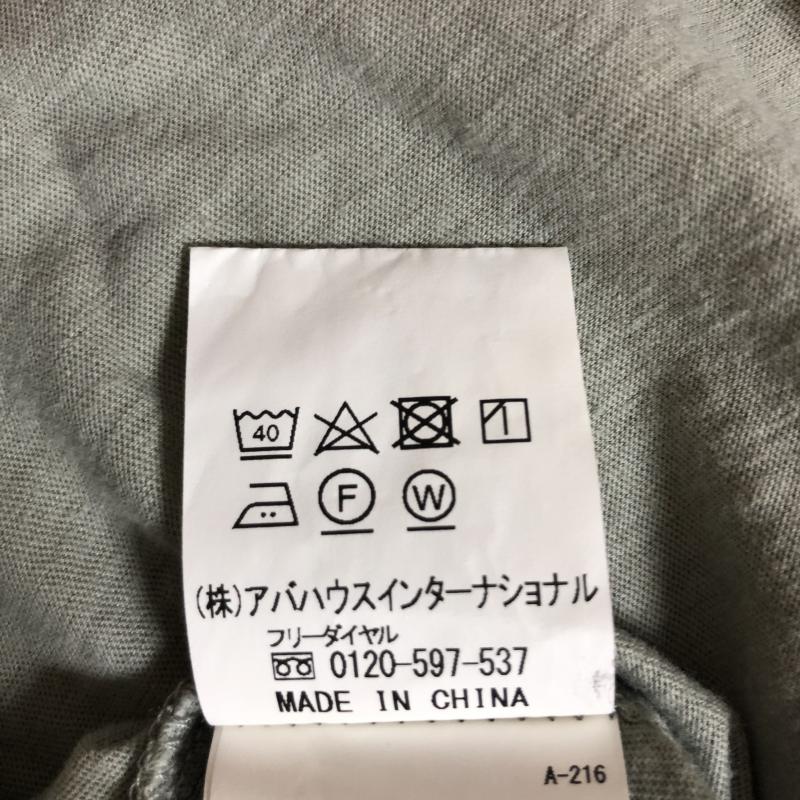 40
F W
(株)アバハウスインターナショナル
フリーダイヤル
0120-597-537
MADE IN CHINA
A-216